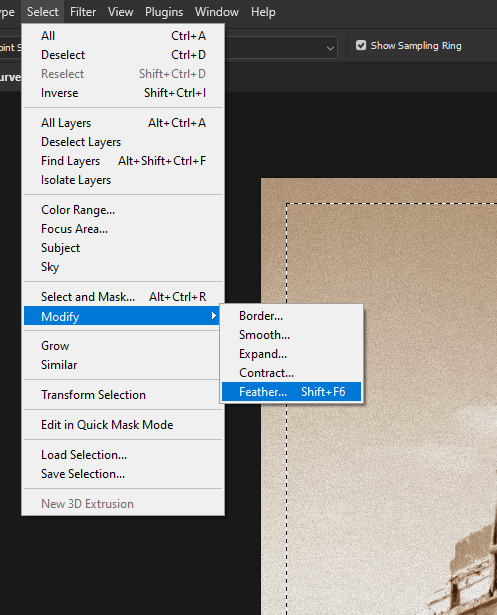 Select Filter View Plugins Window Help
All Ctrl+A
Show Sampling Ring
Deselect Ctrl+D
Reselect Shift+Ctrl+D
Inverse Shift+Ctrl+I
All Layers Alt+Ctrl+A
Deselect Layers
Find Layers Alt+Shift+Ctrl+F
Isolate Layers
Color Range...
Focus Area...
Subject
Sky
Select and Mask... Alt+Ctrl+R
Modify
Border...
Smooth...
Expand...
Contract...
Feather... Shift+F6
Grow
Similar
Transform Selection
Edit in Quick Mask Mode
Load Selection...
Save Selection...
New 3D Extrusion